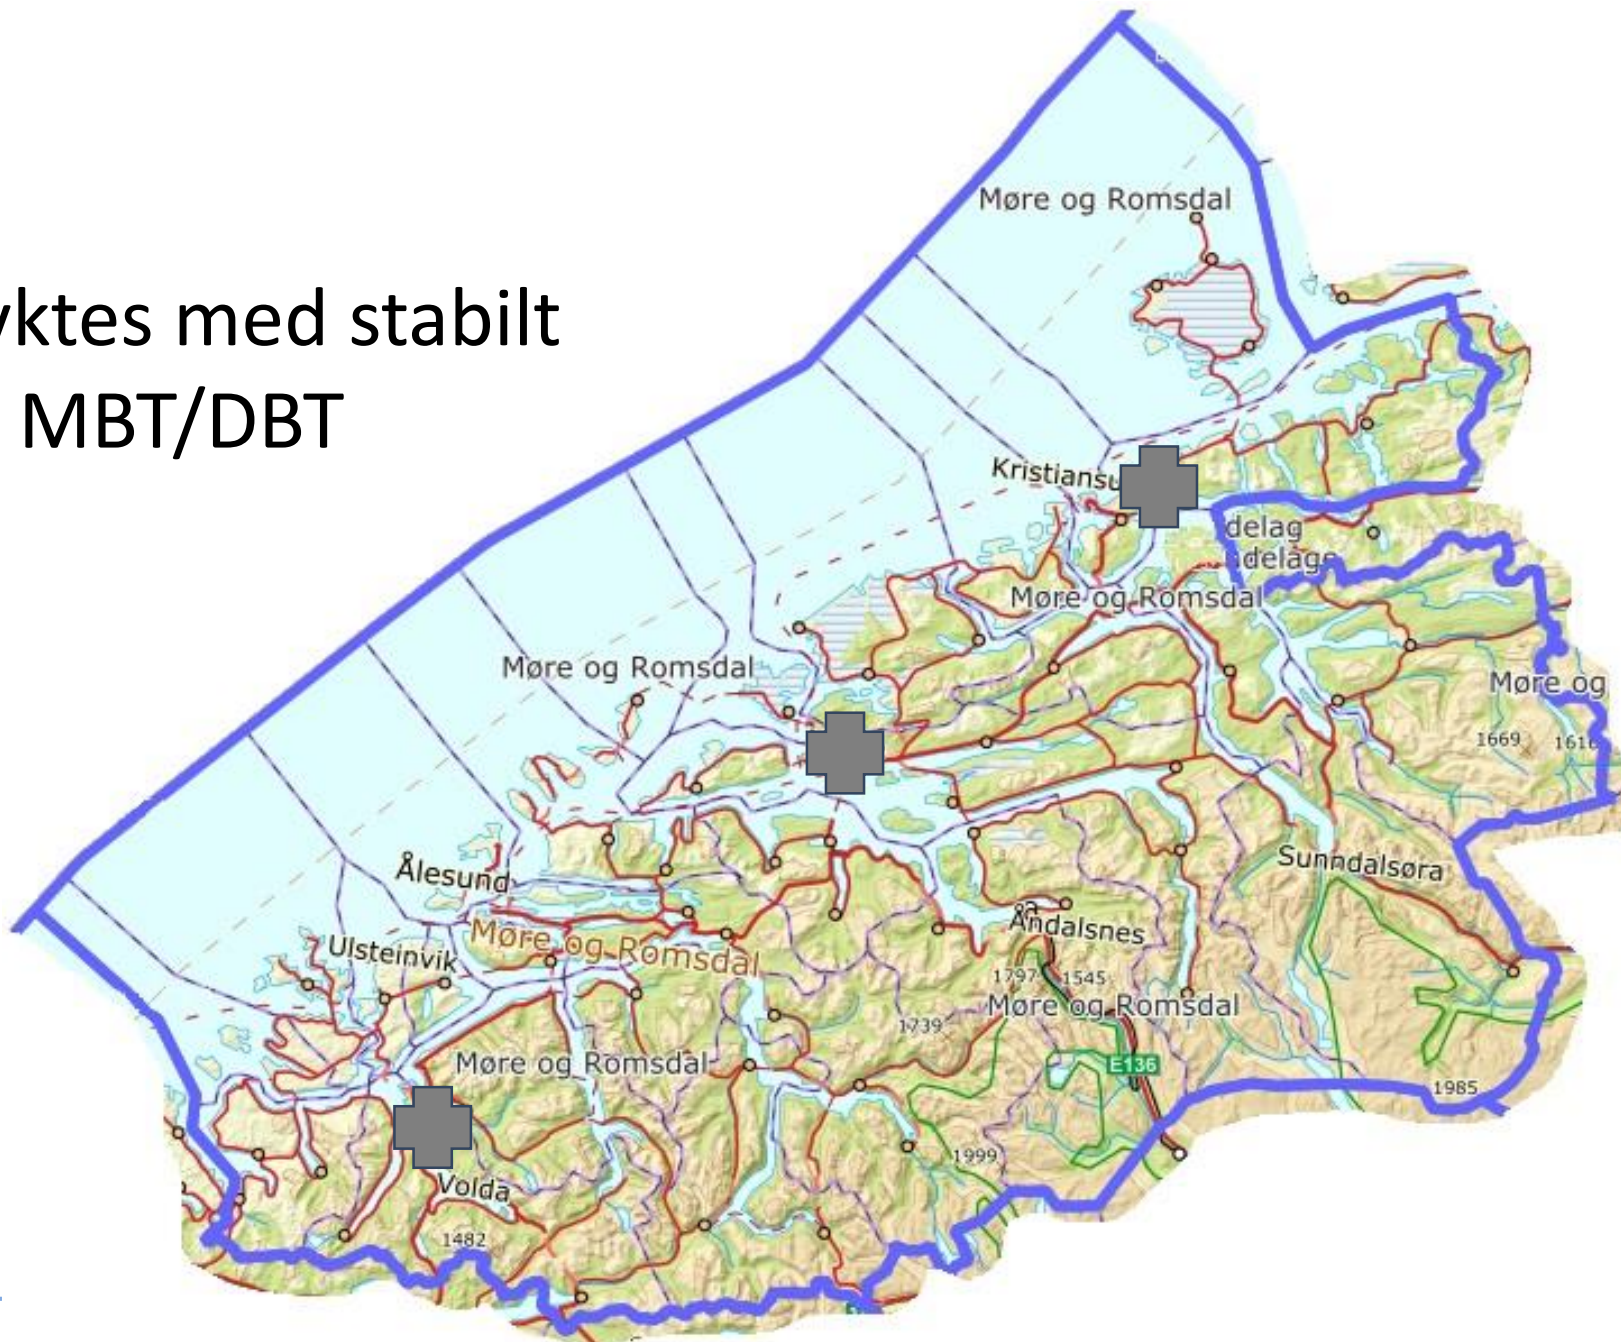 Møre og Romsdal
yktes med stabilt
MBT/DBT
Kristiansu
delag
ndelage
Møre og Romsdal
Møre og Romsdal
Møre og
1669
1616
Ålesund
Sunndalsøra
Møre og Romsdal
Ulsteinvik
Åndalsnes
1797
1545
Møre og Romsdal
1739
Møre og Romsdal
E136
1985
1999
Volda
1482